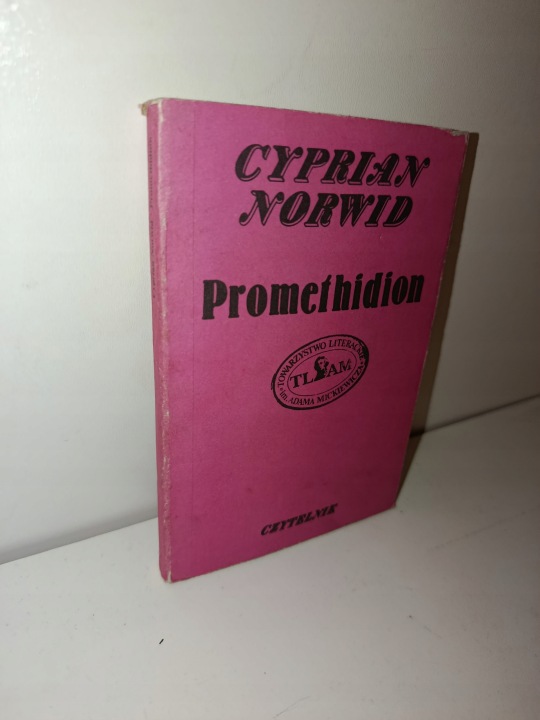 CYPRIAN
NORWID
Promethidion
TOWARZYSTWO LITERACKIE
TLAM
im. ADAMA MICKIEWICZA
CZYTELNIK